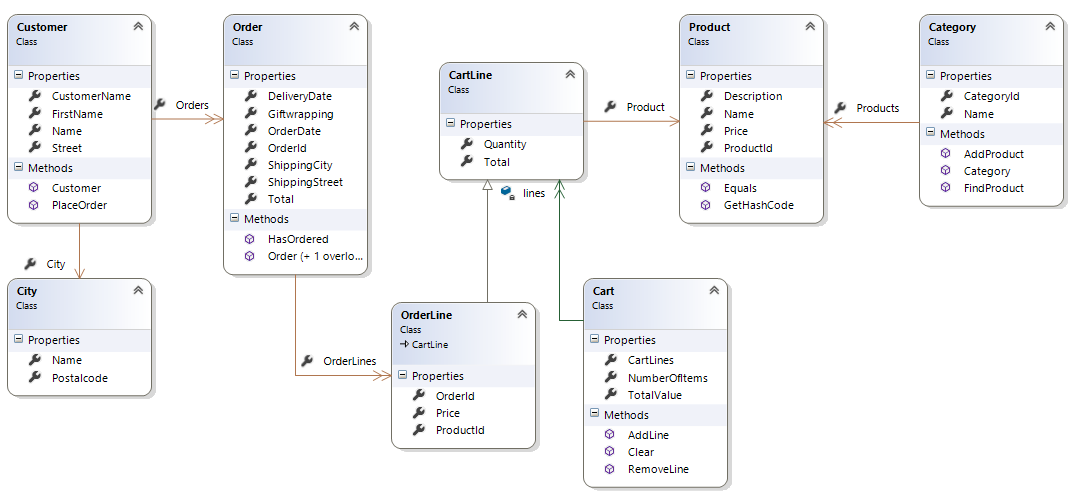 Customer
Class
Properties
CustomerName
FirstName
Name
Street
Methods
Customer
PlaceOrder
Orders
Order
Class
Properties
DeliveryDate
Giftwrapping
OrderDate
OrderId
ShippingCity
ShippingStreet
Total
Methods
HasOrdered
Order (+ 1 overlo...
CartLine
Class
Properties
Quantity
Total
Product
Product
Class
Properties
Description
Name
Price
ProductId
Methods
Equals
GetHashCode
Products
Category
Class
Properties
CategoryId
Name
Methods
AddProduct
Category
FindProduct
lines
City
City
Class
Properties
Name
Postalcode
OrderLines
OrderLine
Class
CartLine
Properties
OrderId
Price
ProductId
Cart
Class
Properties
CartLines
NumberOfItems
TotalValue
Methods
AddLine
Clear
RemoveLine